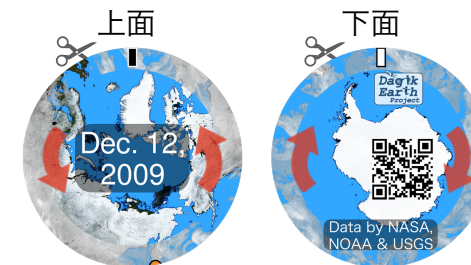 上面
下面
Dec. 12,
2009
Dagik
Earth
Project
Data by NASA,
NOAA & USGS